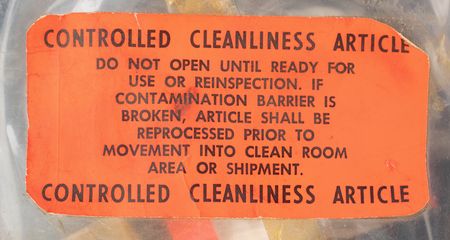 CONTROLLED CLEANLINESS ARTICLE
DO NOT OPEN UNTIL READY FOR
USE OR REINSPECTION. IF
CONTAMINATION BARRIER IS
BROKEN, ARTICLE SHALL BE
REPROCESSED PRIOR TO
MOVEMENT INTO CLEAN ROOM
AREA OR SHIPMENT.
CONTROLLED CLEANLINESS ARTICLE